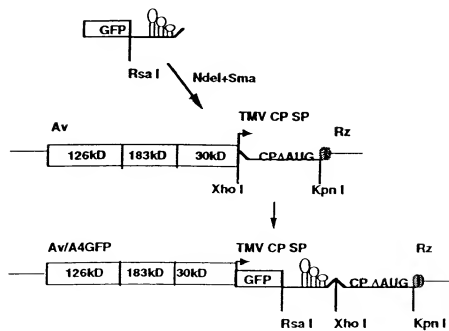 GFP
Rsa I
NdeI+Sma
TMV CP SP
Av
Rz
126kD 183kD 30kD
CPΔAUG
Xho I
Kpn I
Av/A4GFP
TMV CP SP
Rz
126kD 183kD 30kD
GFP
CP ΔAUG
Rsa I
Xho I
Kpn I